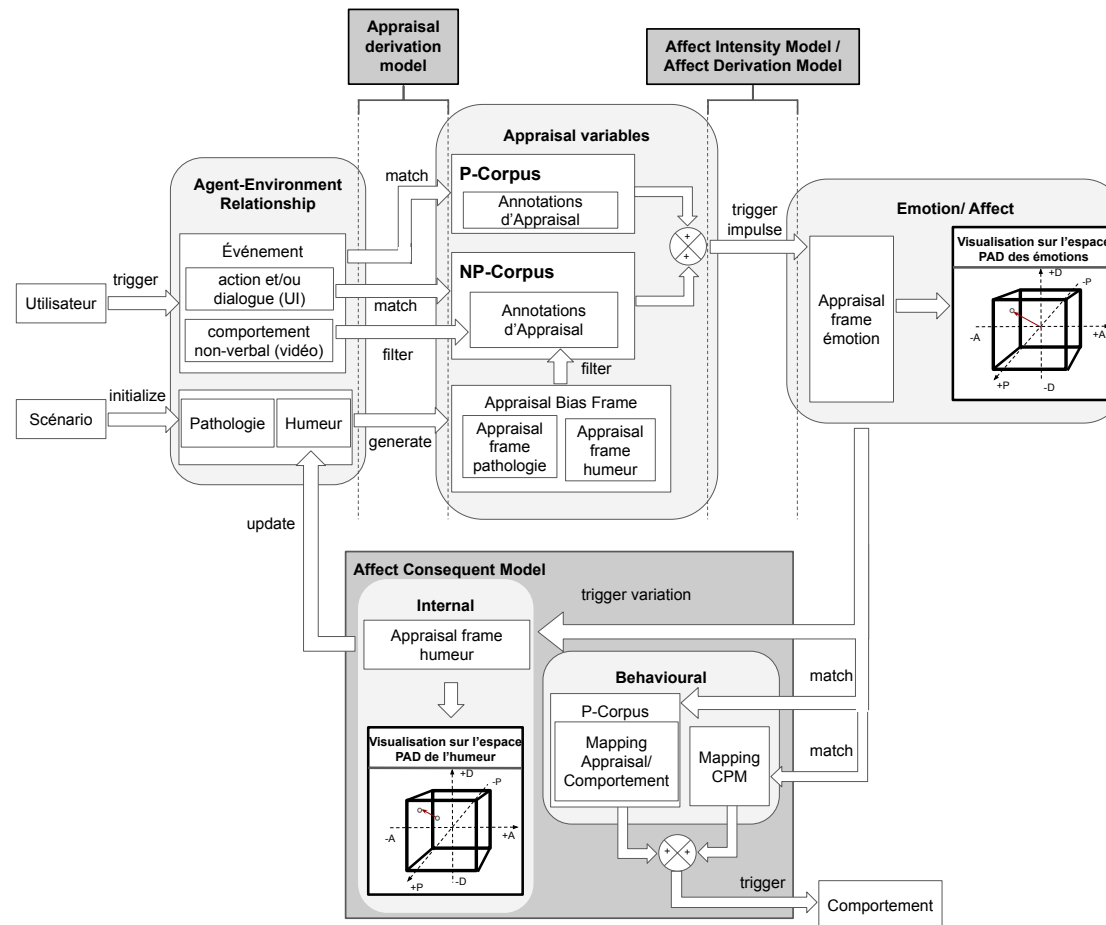 Appraisal
derivation
model
Affect Intensity Model /
Affect Derivation Model
Agent-Environment
Relationship
Événement
action et/ou
dialogue (UI)
comportement
non-verbal (vidéo)
Pathologie
Humeur
Utilisateur
trigger
Scénario
initialize
match
match
filter
generate
update
Appraisal variables
P-Corpus
Annotations
d'Appraisal
NP-Corpus
Annotations
d'Appraisal
filter
Appraisal Bias Frame
Appraisal
frame
pathologie
Appraisal
frame
humeur
+
+
trigger
impulse
Emotion/ Affect
Appraisal
frame
émotion
Visualisation sur l'espace
PAD des émotions
+D
-P
-A
+A
+P
-D
Affect Consequent Model
Internal
Appraisal frame
humeur
Visualisation sur l'espace
PAD de l'humeur
+D
-P
-A
+A
+P
-D
trigger variation
match
match
Behavioural
P-Corpus
Mapping
Appraisal/
Comportement
Mapping
CPM
+ +
trigger
Comportement